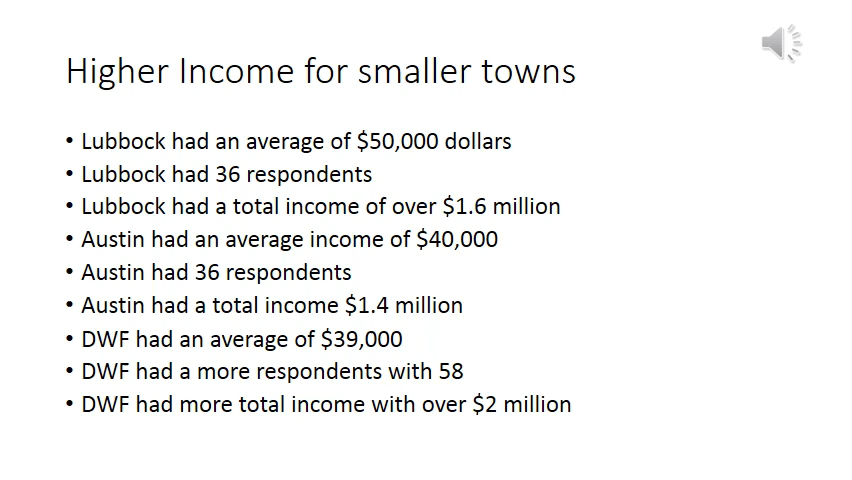 Higher Income for smaller towns
• Lubbock had an average of $50,000 dollars
• Lubbock had 36 respondents
• Lubbock had a total income of over $1.6 million
• Austin had an average income of $40,000
• Austin had 36 respondents
• Austin had a total income $1.4 million
• DWF had an average of $39,000
• DWF had a more respondents with 58
• DWF had more total income with over $2 million